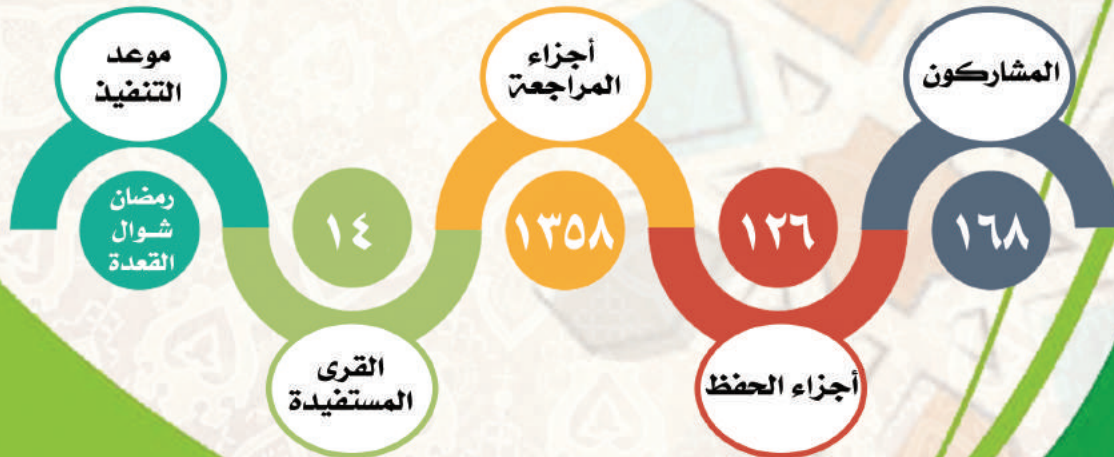 المشاركون
١٦٨
أجزاء الحفظ
١٢٦
أجزاء
المراجعة
١٣٥٨
القرى
المستفيدة
١٤
موعد
التنفيذ
رمضان
شوال
القعدة